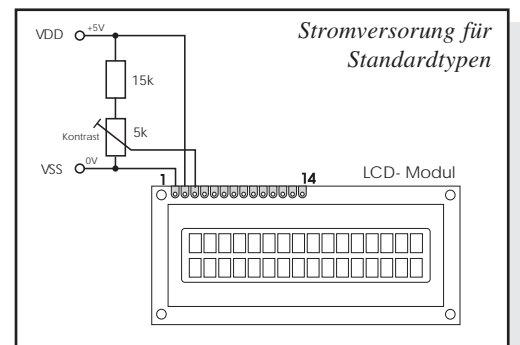 Stromversorung für
Standardtypen
VDD +5V
15k
Kontrast 5k
VSS 0V
1 14 LCD- Modul